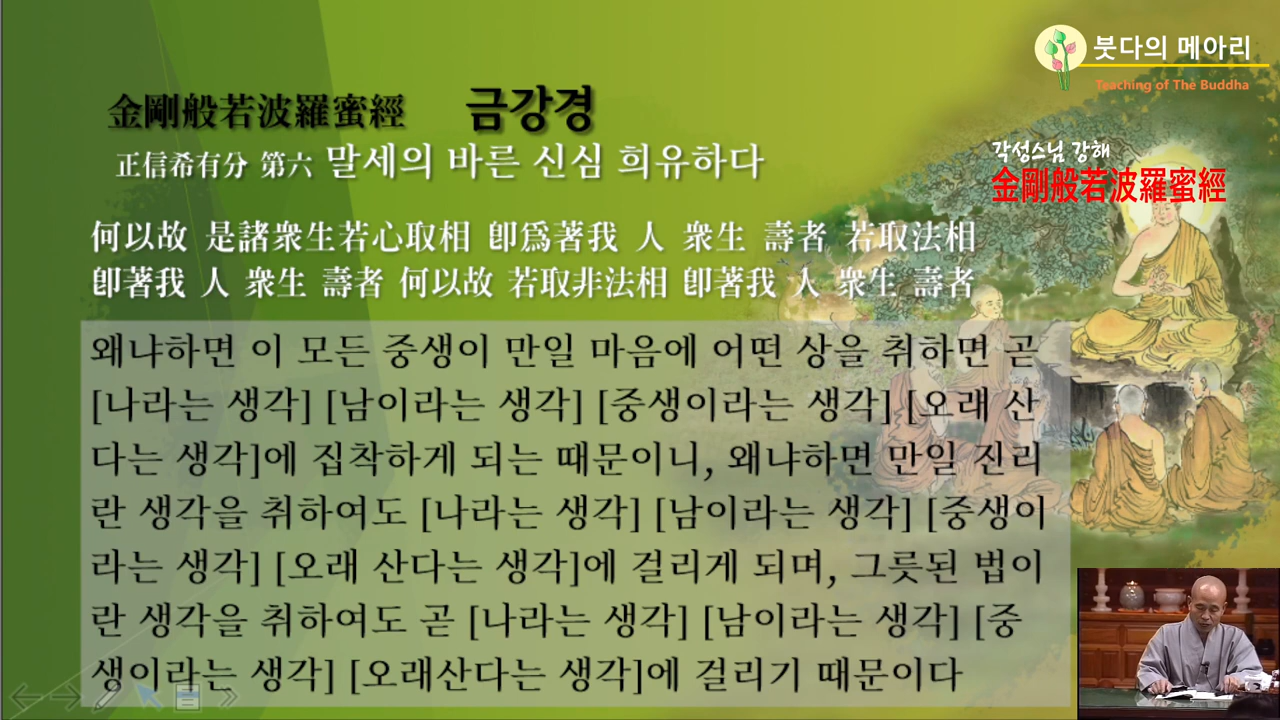 붓다의 메아리
Teaching of The Buddha
金剛般若波羅蜜經 금강경
正信希有分 第六 말세의 바른 신심 희유하다
각성스님 강해
金剛般若波羅蜜經
何以故 是諸衆生若心取相 卽爲著我 人 衆生 壽者 若取法相
卽著我 人 衆生 壽者 何以故 若取非法相 卽著我 人 衆生 壽者
왜냐하면 이 모든 중생이 만일 마음에 어떤 상을 취하면 곧
[나라는 생각] [남이라는 생각] [중생이라는 생각] [오래 산
다는 생각]에 집착하게 되는 때문이니, 왜냐하면 만일 진리
란 생각을 취하여도 [나라는 생각] [남이라는 생각] [중생이
라는 생각] [오래 산다는 생각]에 걸리게 되며, 그릇된 법이
란 생각을 취하여도 곧 [나라는 생각] [남이라는 생각] [중
생이라는 생각] [오래산다는 생각]에 걸리기 때문이다